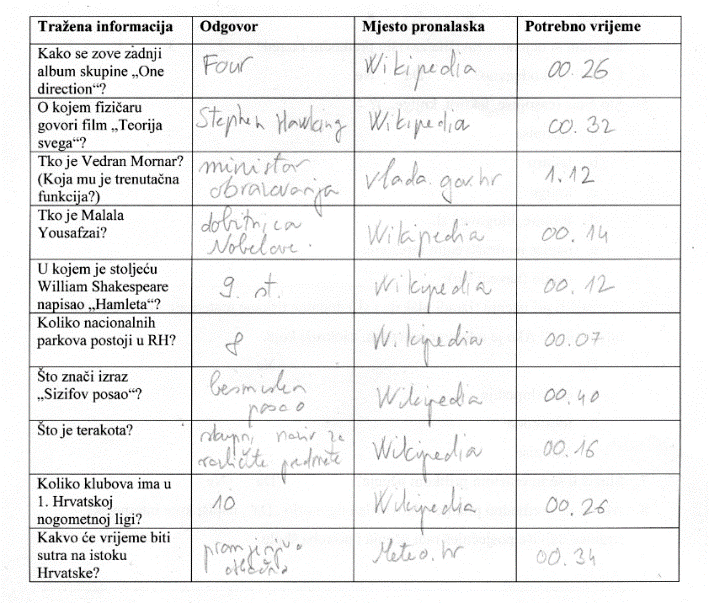 Tražena informacija Odgovor Mjesto pronalaska Potrebno vrijeme
Kako se zove zadnji
album skupine „One
direction“?
Four Wikipedia 00.26
O kojem fizičaru
govori film „Teorija
svega“?
Stephen Hawking Wikipedia 00.32
Tko je Vedran Mornar?
(Koja mu je trenutačna
funkcija?)
ministar
obrazovanja
vlada.gov.hr 1.12
Tko je Malala
Yousafzai?
dobitnica
Nobelove.
Wikipedia 00.14
U kojem je stoljeću
William Shakespeare
napisao „Hamleta“?
9. st. Wikipedia 00.12
Koliko nacionalnih
parkova postoji u RH?
8 Wikipedia 00.07
Što znači izraz
„Sizifov posao“?
besmislen
posao
Wikipedia 00.40
Što je terakota?
skupni naziv za
različite predmete
Wikipedia 00.16
Koliko klubova ima u
1. Hrvatskoj
nogometnoj ligi?
10 Wikipedia 00.26
Kakvo će vrijeme biti
sutra na istoku
Hrvatske?
promjenjivo
oblačno
Meteo.hr 00.34